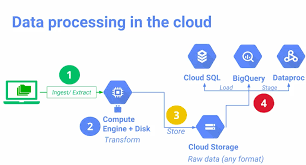 Data processing in the cloud
1
Ingest/ Extract
2
Compute
Engine + Disk
Transform
3
Store
Cloud Storage
Raw data (any format)
4
Load
Stage
Cloud SQL
BigQuery
Dataproc